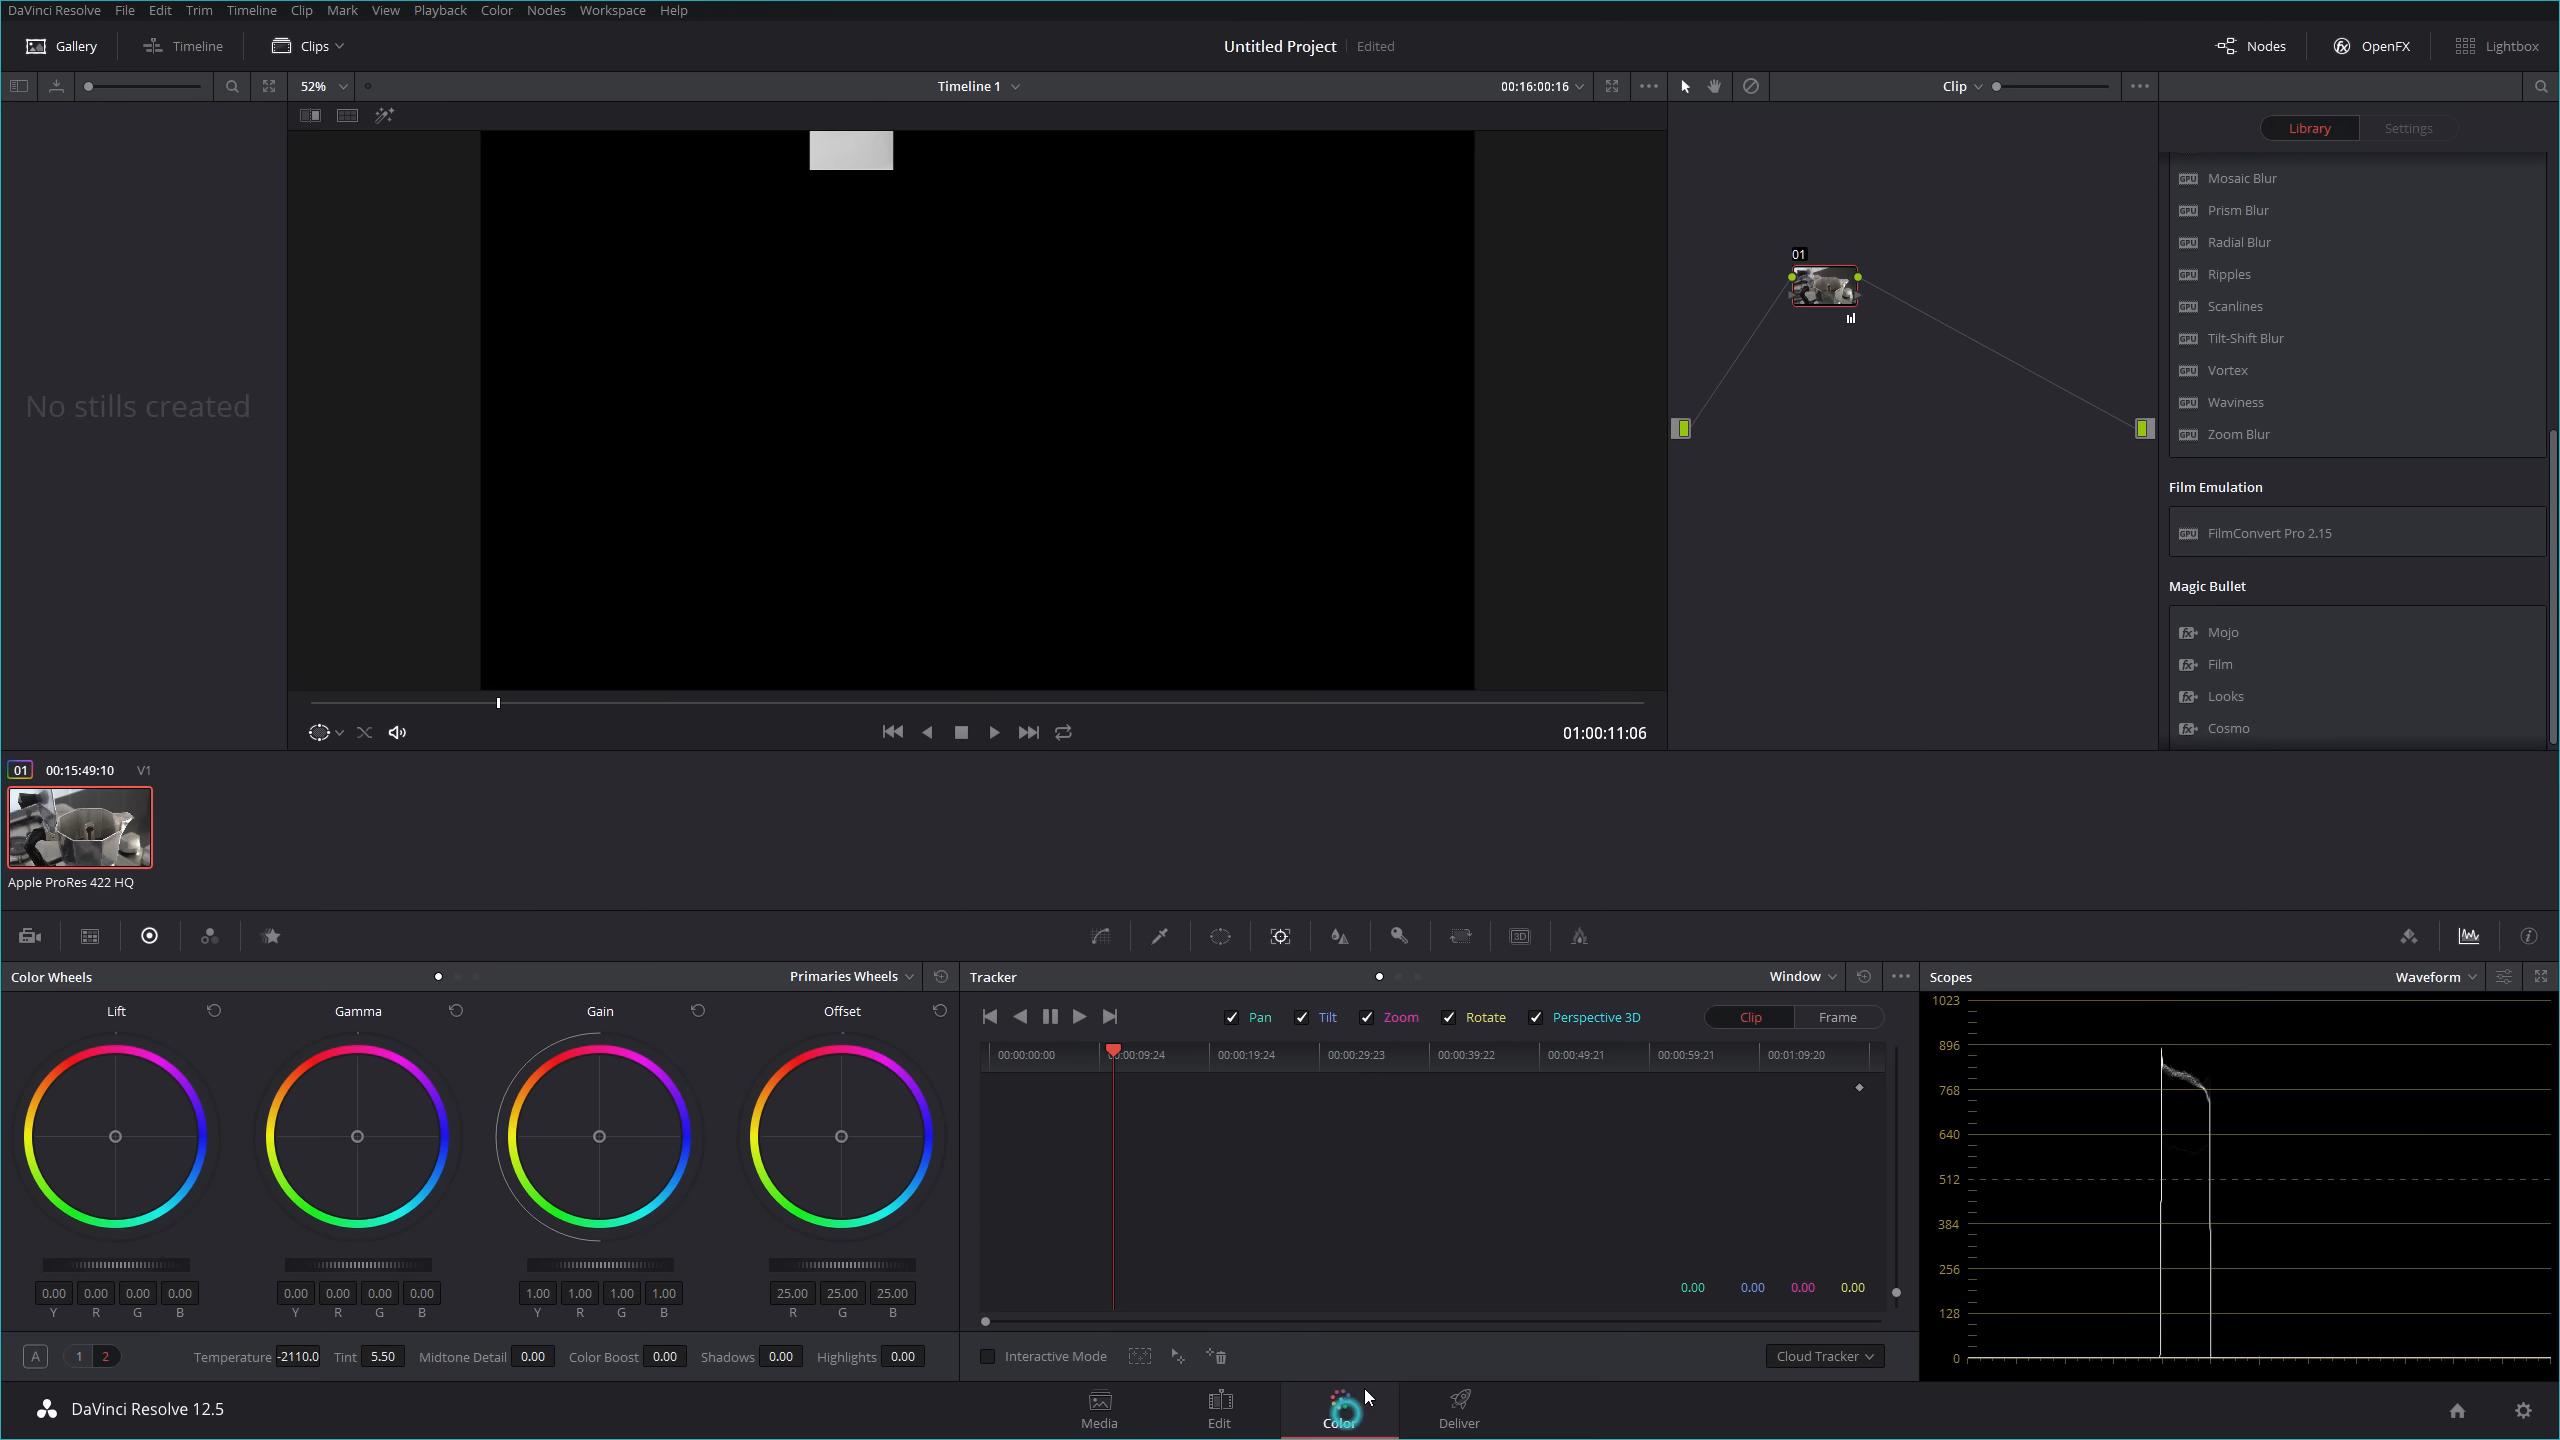 DaVinci Resolve File Edit Trim Timeline Clip Mark View Playback Color Nodes Workspace Help
Gallery Timeline Clips Untitled Project Edited Nodes OpenFX Lightbox
52% Timeline 1 00:16:00:16 Clip
Library Settings
Mosaic Blur
Prism Blur
Radial Blur
Ripples
Scanlines
Tilt-Shift Blur
Vortex
Waviness
Zoom Blur
Film Emulation
FilmConvert Pro 2.15
Magic Bullet
Mojo
Film
Looks
Cosmo
01
No stills created
01:00:11:06
01 00:15:49:10 V1
Apple ProRes 422 HQ
Color Wheels Primaries Wheels
Lift Gamma Gain Offset
0.00 0.00 0.00 0.00 0.00 0.00 0.00 0.00 1.00 1.00 1.00 1.00 25.00 25.00 25.00
Y R G B Y R G B Y R G B R G B
A 1 2 Temperature -2110.0 Tint 5.50 Midtone Detail 0.00 Color Boost 0.00 Shadows 0.00 Highlights 0.00
Tracker Window
Pan Tilt Zoom Rotate Perspective 3D Clip Frame
00:00:00:00 00:00:09:24 00:00:19:24 00:00:29:23 00:00:39:22 00:00:49:21 00:00:59:21 00:01:09:20
0.00 0.00 0.00 0.00
Interactive Mode Cloud Tracker
3D
Scopes Waveform
1023
896
768
640
512
384
256
128
0
DaVinci Resolve 12.5 Media Edit Color Deliver